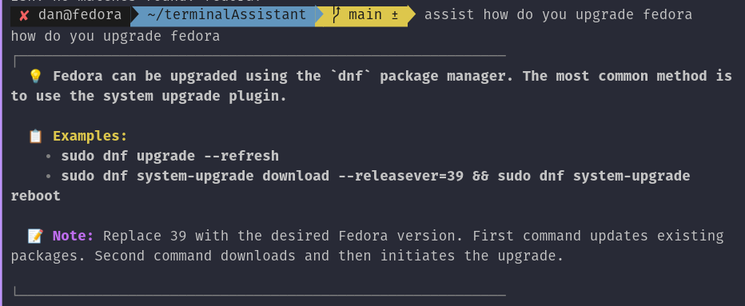 ✘ dan@fedora ~/terminalAssistant main ± assist how do you upgrade fedora
how do you upgrade fedora
💡 Fedora can be upgraded using the `dnf` package manager. The most common method is
to use the system upgrade plugin.
📋 Examples:
• sudo dnf upgrade --refresh
• sudo dnf system-upgrade download --releasever=39 && sudo dnf system-upgrade
reboot
📝 Note: Replace 39 with the desired Fedora version. First command updates existing
packages. Second command downloads and then initiates the upgrade.